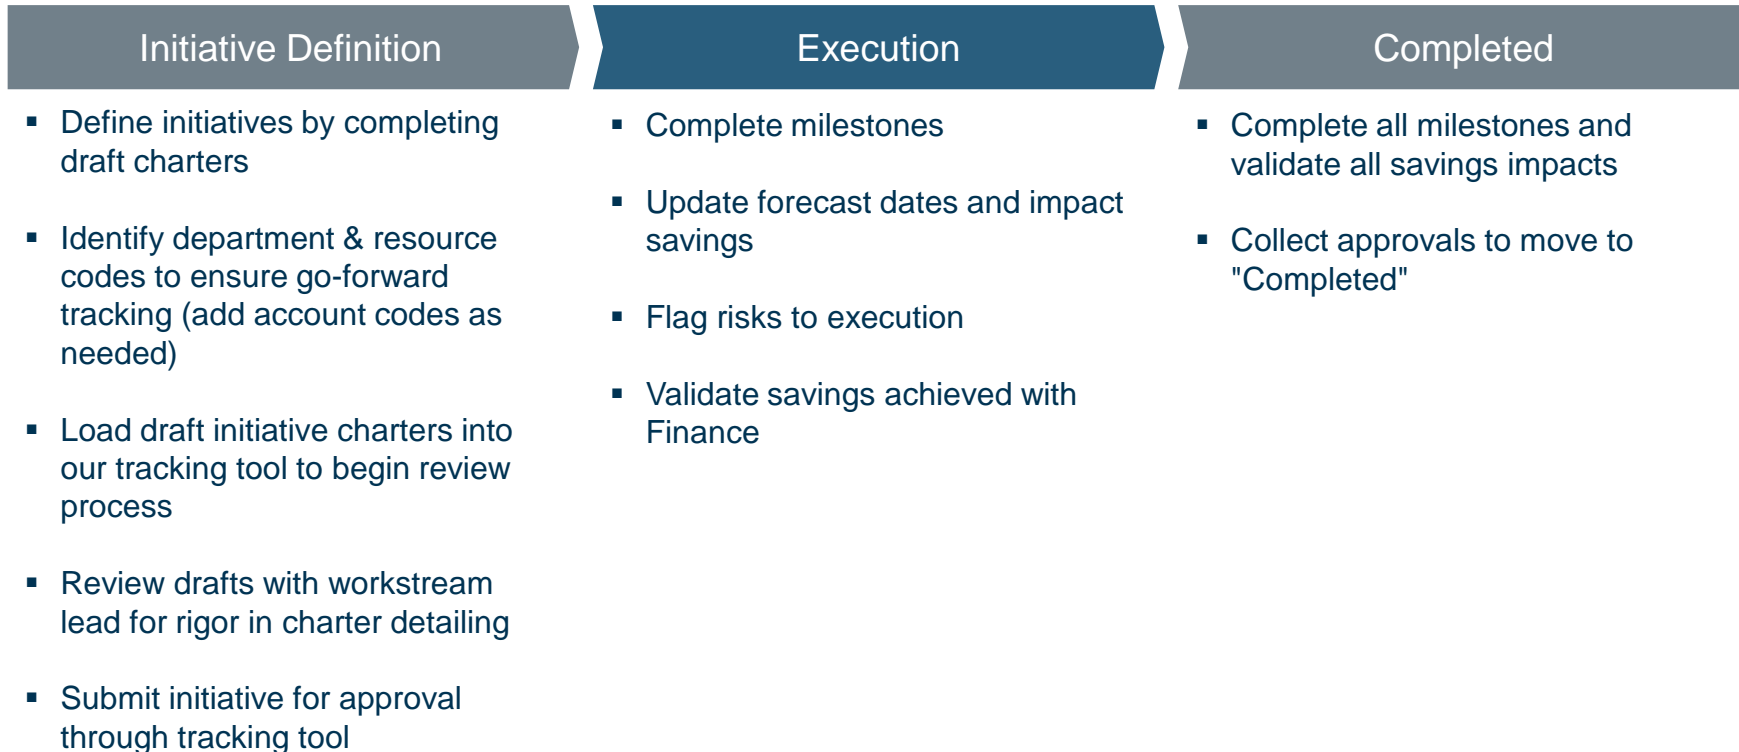 Initiative Definition
Execution
Completed
▪ Define initiatives by completing
draft charters
▪ Identify department & resource
codes to ensure go-forward
tracking (add account codes as
needed)
▪ Load draft initiative charters into
our tracking tool to begin review
process
▪ Review drafts with workstream
lead for rigor in charter detailing
▪ Submit initiative for approval
through tracking tool
▪ Complete milestones
▪ Update forecast dates and impact
savings
▪ Flag risks to execution
▪ Validate savings achieved with
Finance
▪ Complete all milestones and
validate all savings impacts
▪ Collect approvals to move to
"Completed"